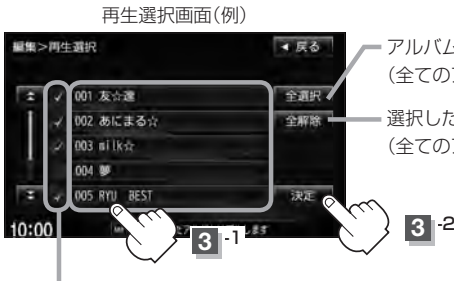 再生選択画面(例)
編集>再生選択
戻る
001 友☆達
002 あにまる☆
003 milk☆
004 夢
005 RYU BEST
全選択
全解除
決定
10:00
します
アルバム
(全ての
選択した
(全ての
3-1
3-2